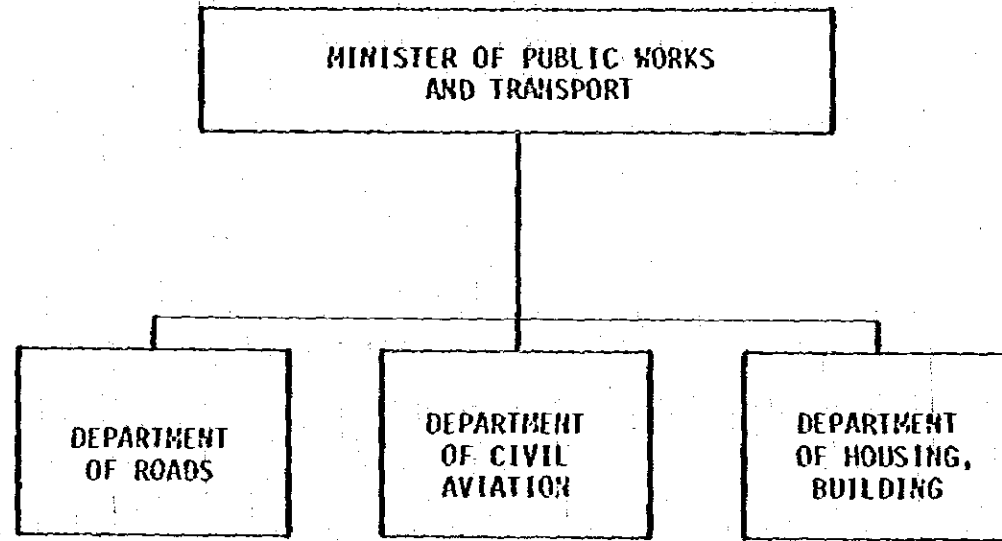 MINISTER OF PUBLIC WORKS
AND TRANSPORT
DEPARTMENT
OF ROADS
DEPARTMENT
OF CIVIL
AVIATION
DEPARTMENT
OF HOUSING,
BUILDING